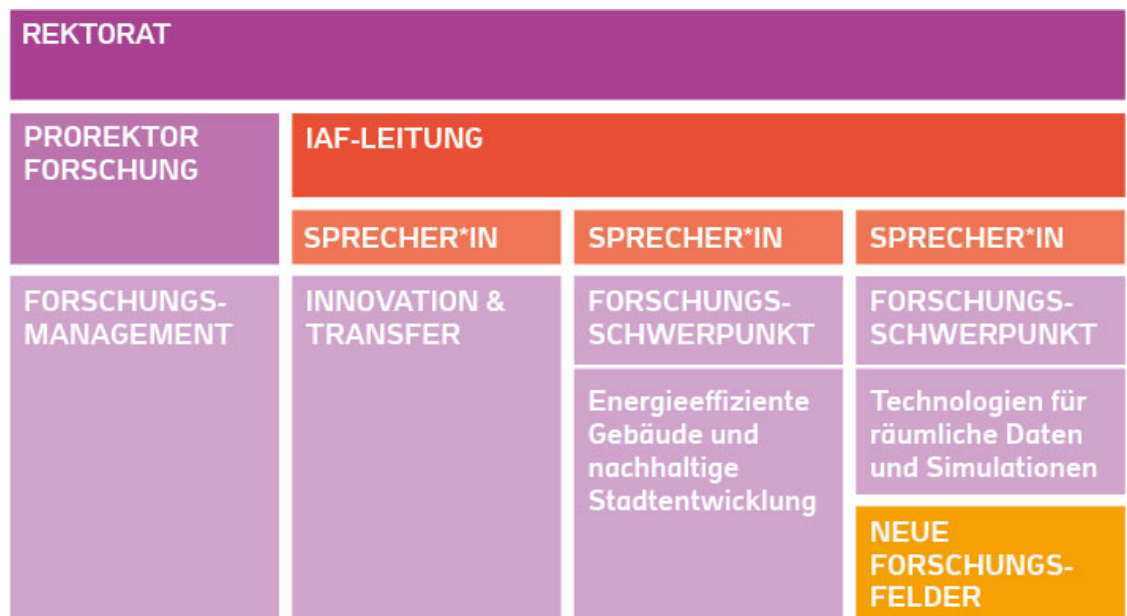 REKTORAT
PROREKTOR
FORSCHUNG
IAF-LEITUNG
SPRECHER*IN
SPRECHER*IN
SPRECHER*IN
FORSCHUNGS-
MANAGEMENT
INNOVATION &
TRANSFER
FORSCHUNGS-
SCHWERPUNKT
Energieeffiziente
Gebäude und
nachhaltige
Stadtentwicklung
FORSCHUNGS-
SCHWERPUNKT
Technologien für
räumliche Daten
und Simulationen
NEUE
FORSCHUNGS-
FELDER